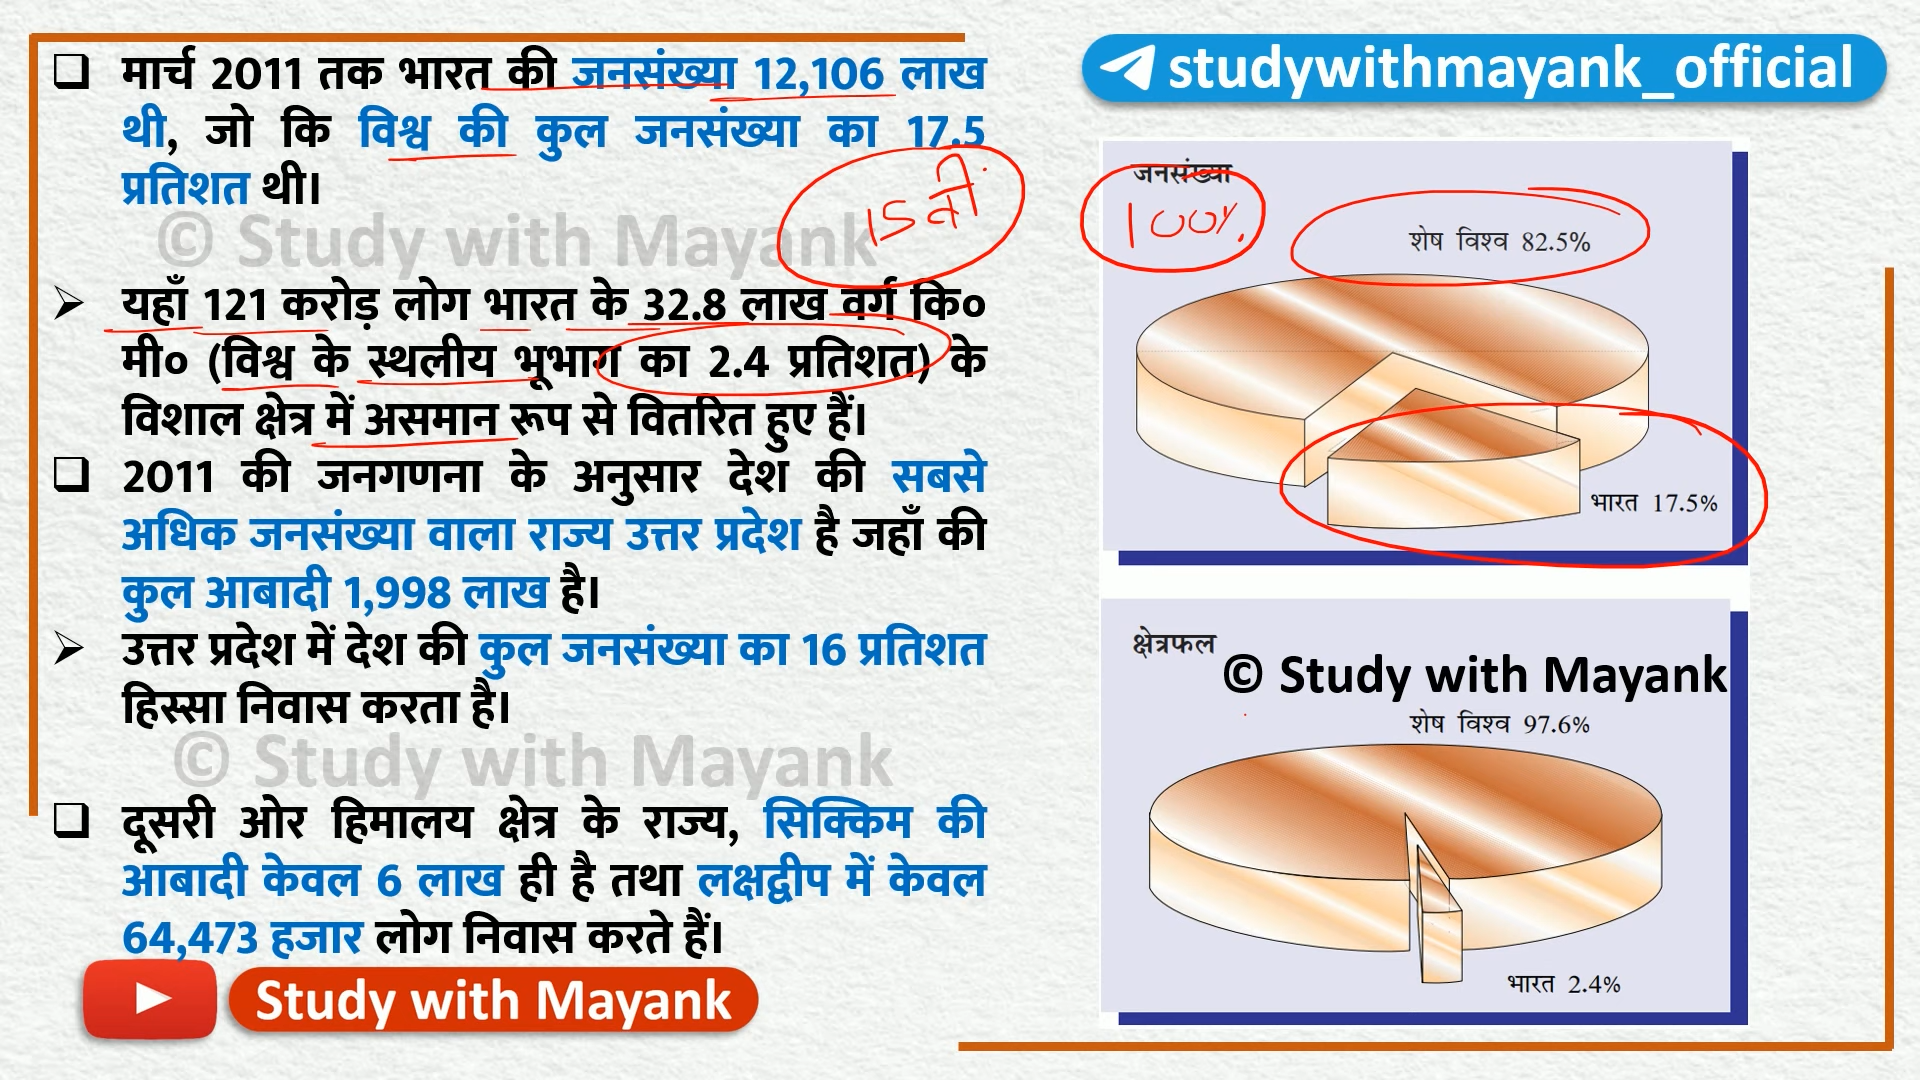 मार्च 2011 तक भारत की जनसंख्या 12,106 लाख
थी, जो कि विश्व की कुल जनसंख्या का 17.5
प्रतिशत थी।
© Study with Mayank
15वी
यहाँ 121 करोड़ लोग भारत के 32.8 लाख वर्ग कि०
मी० (विश्व के स्थलीय भूभाग का 2.4 प्रतिशत) के
विशाल क्षेत्र में असमान रूप से वितरित हुए हैं।
2011 की जनगणना के अनुसार देश की सबसे
अधिक जनसंख्या वाला राज्य उत्तर प्रदेश है जहाँ की
कुल आबादी 1,998 लाख है।
उत्तर प्रदेश में देश की कुल जनसंख्या का 16 प्रतिशत
हिस्सा निवास करता है।
© Study with Mayank
दूसरी ओर हिमालय क्षेत्र के राज्य, सिक्किम की
आबादी केवल 6 लाख ही है तथा लक्षद्वीप में केवल
64,473 हजार लोग निवास करते हैं।
Study with Mayank
studywithmayank_official
जनसंख्या
100%
शेष विश्व 82.5%
भारत 17.5%
क्षेत्रफल
© Study with Mayank
शेष विश्व 97.6%
भारत 2.4%